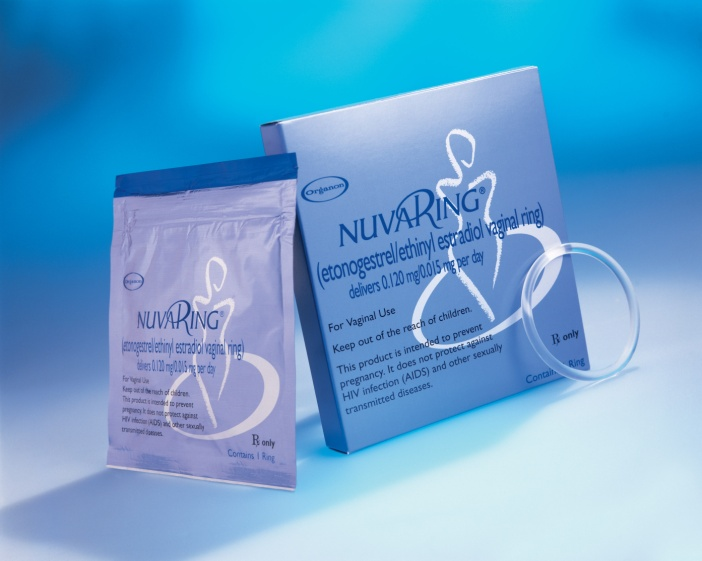 Organon
NUVARING®
(etonogestrel/ethinyl estradiol vaginal ring)
delivers 0.120 mg/0.015 mg per day
For Vaginal Use
Keep out of the reach of children.
This product is intended to prevent
pregnancy. It does not protect against
HIV infection (AIDS) and other sexually
transmitted diseases.
Rx only
Contains 1 Ring
Organon
NUVARING®
(etonogestrel/ethinyl estradiol vaginal ring)
delivers 0.120 mg/0.015 mg per day
For Vaginal Use
Keep out of the reach of children.
This product is intended to prevent
pregnancy. It does not protect against
HIV infection (AIDS) and other sexually
transmitted diseases.
Rx only
Contains Ring